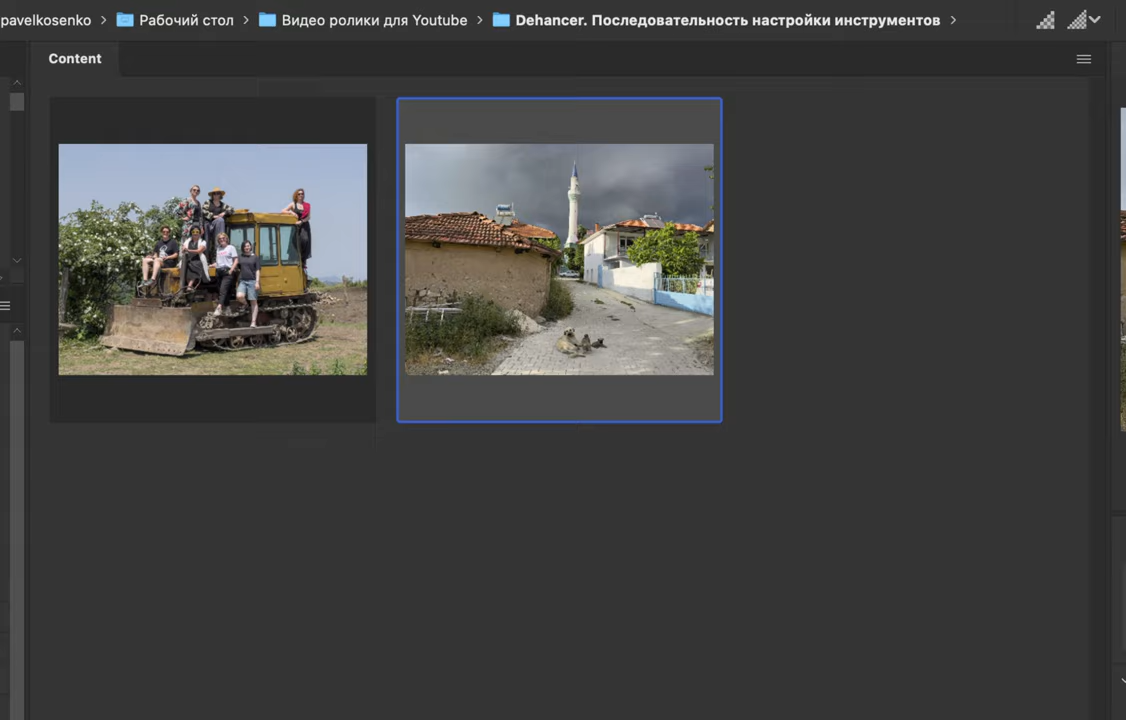 pavelkosenko > Рабочий стол > Видео ролики для Youtube > Dehancer. Последовательность настройки инструментов >
Content